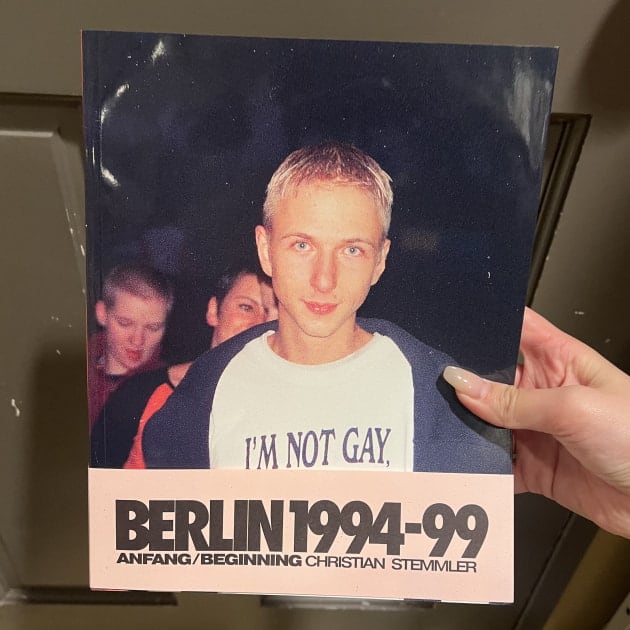 I'M NOT GAY,
BERLIN 1994-99
ANFANG/BEGINNING CHRISTIAN STEMMLER